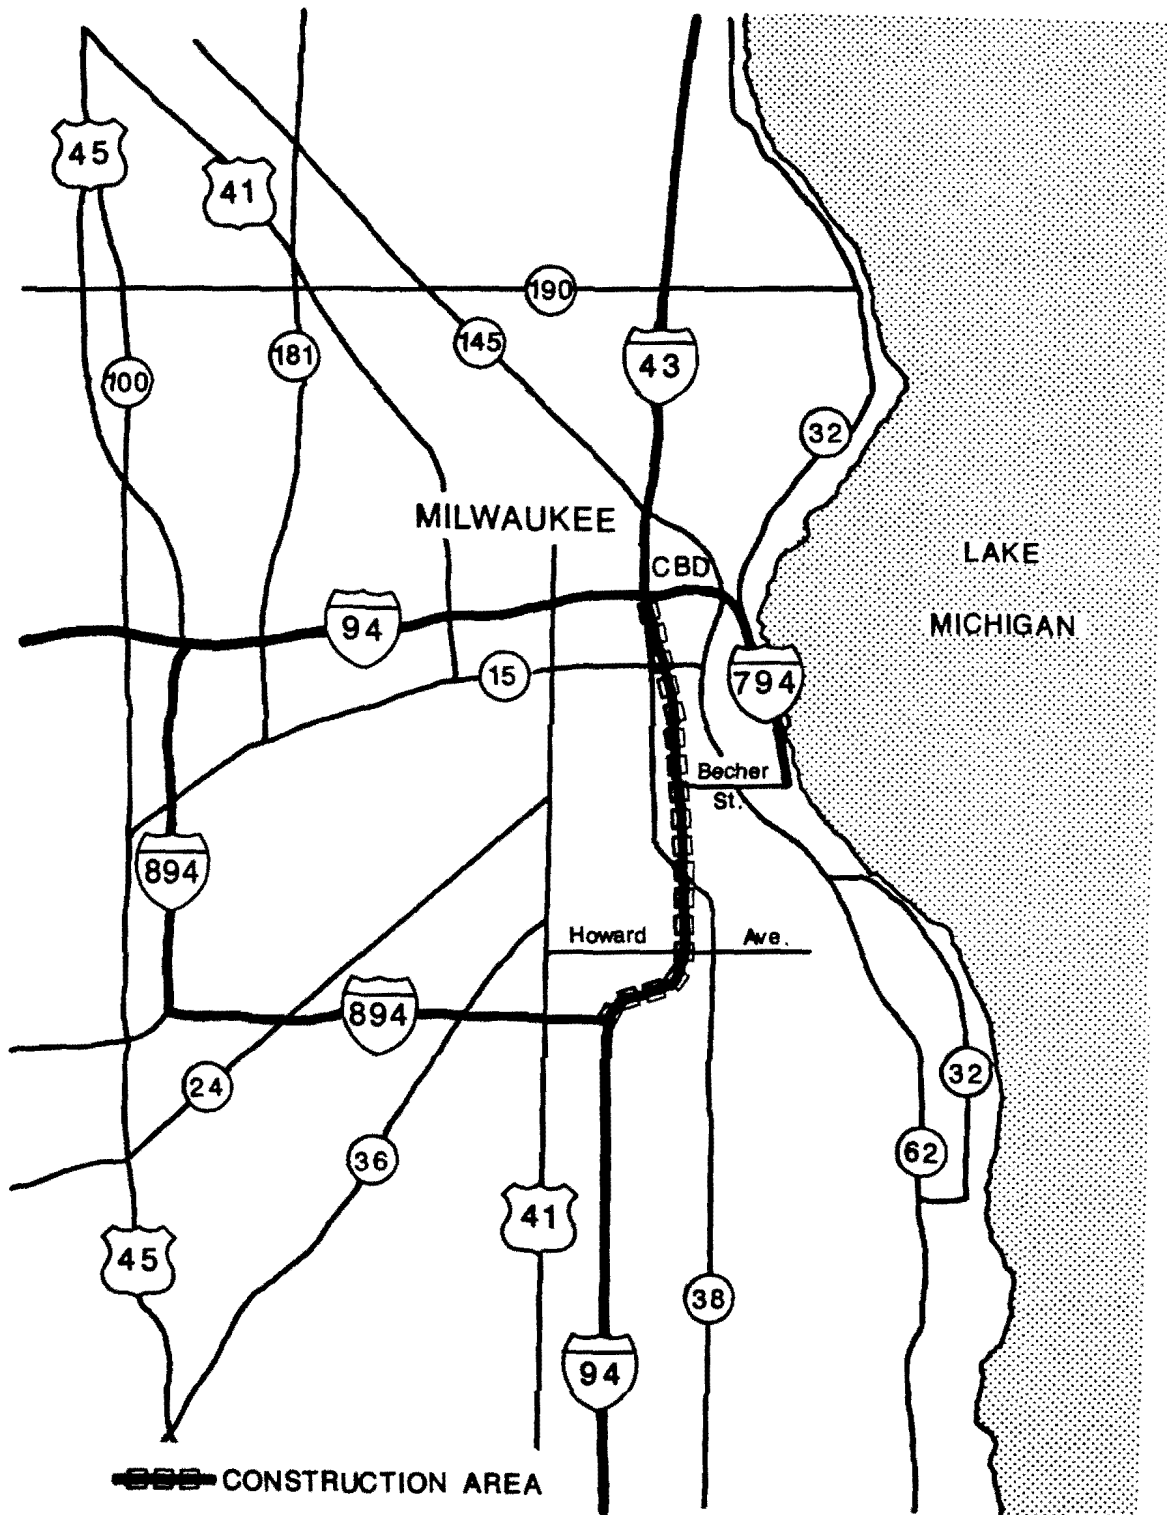 45
41
190
145
181
43
100
32
MILWAUKEE
CBD
LAKE
MICHIGAN
94
15
794
Becher
St.
894
Howard Ave.
894
24
32
36
62
41
45
38
94
CONSTRUCTION AREA